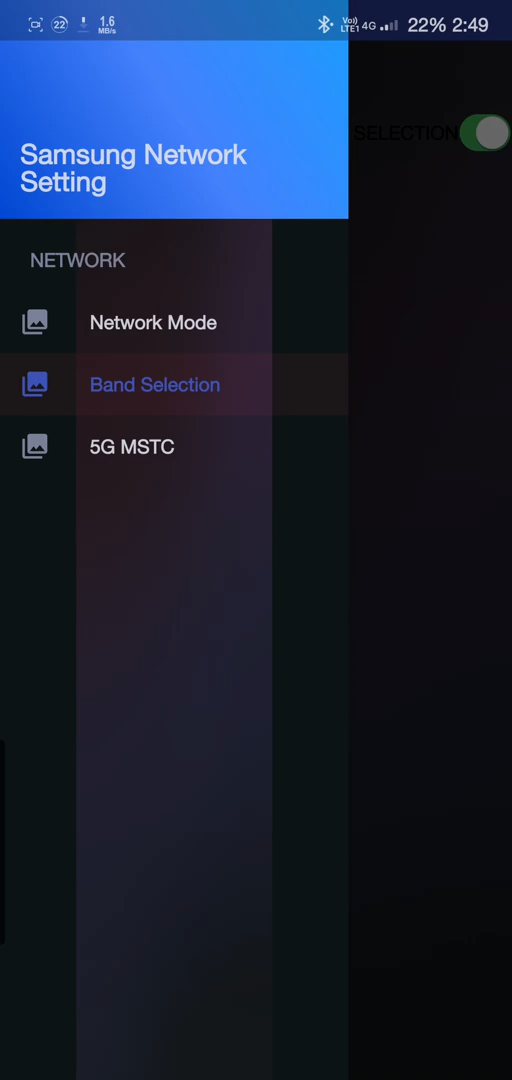 22 1.6 MB/s Vo)) LTE1 4G 22% 2:49
SELECTION
Samsung Network
Setting
NETWORK
Network Mode
Band Selection
5G MSTC